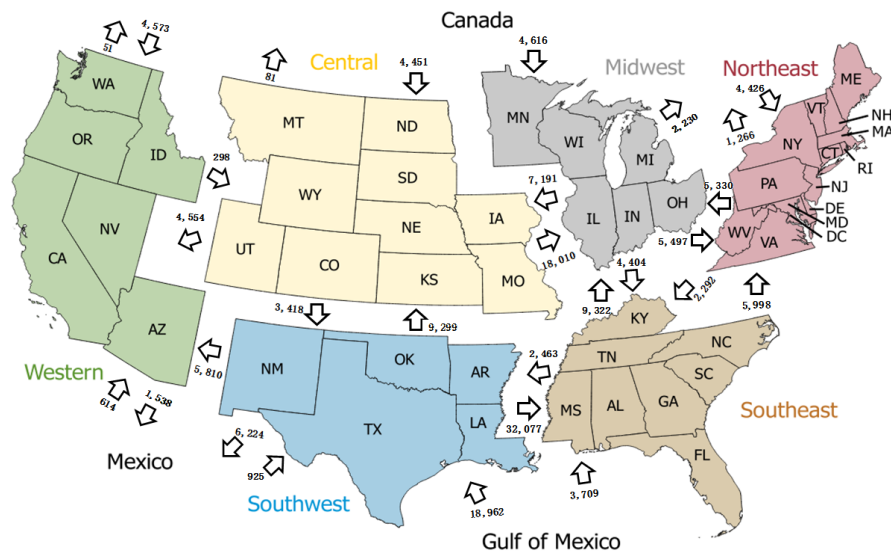 Canada
51
4,573
Central
81
4,451
4,616
Midwest
2,230
Northeast
4,426
1,266
WA
OR
ID
CA
NV
AZ
MT
ND
WY
SD
NE
IA
UT
CO
KS
MO
MN
WI
MI
IL
IN
OH
ME
VT
NH
MA
NY
CT
RI
PA
NJ
DE
MD
DC
WV
VA
298
4,554
7,191
18,010
5,330
5,497
4,404
2,292
9,322
5,998
3,418
9,299
2,463
32,077
5,810
Western
614
1,538
NM
OK
AR
TX
LA
KY
TN
NC
SC
MS
AL
GA
FL
Southeast
6,224
925
Mexico
Southwest
18,962
3,709
Gulf of Mexico